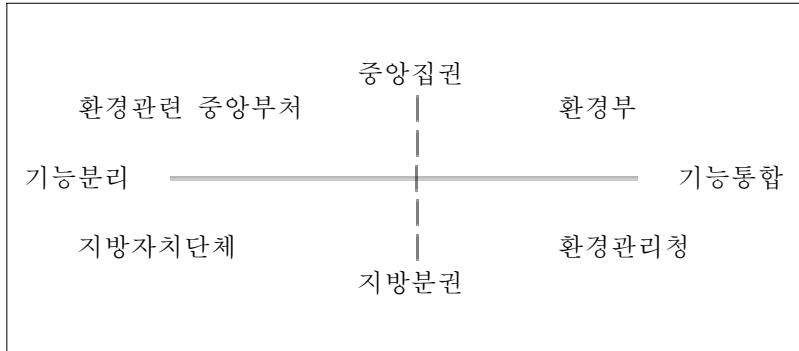 중앙집권
환경관련 중앙부처 환경부
기능분리 기능통합
지방자치단체 환경관리청
지방분권